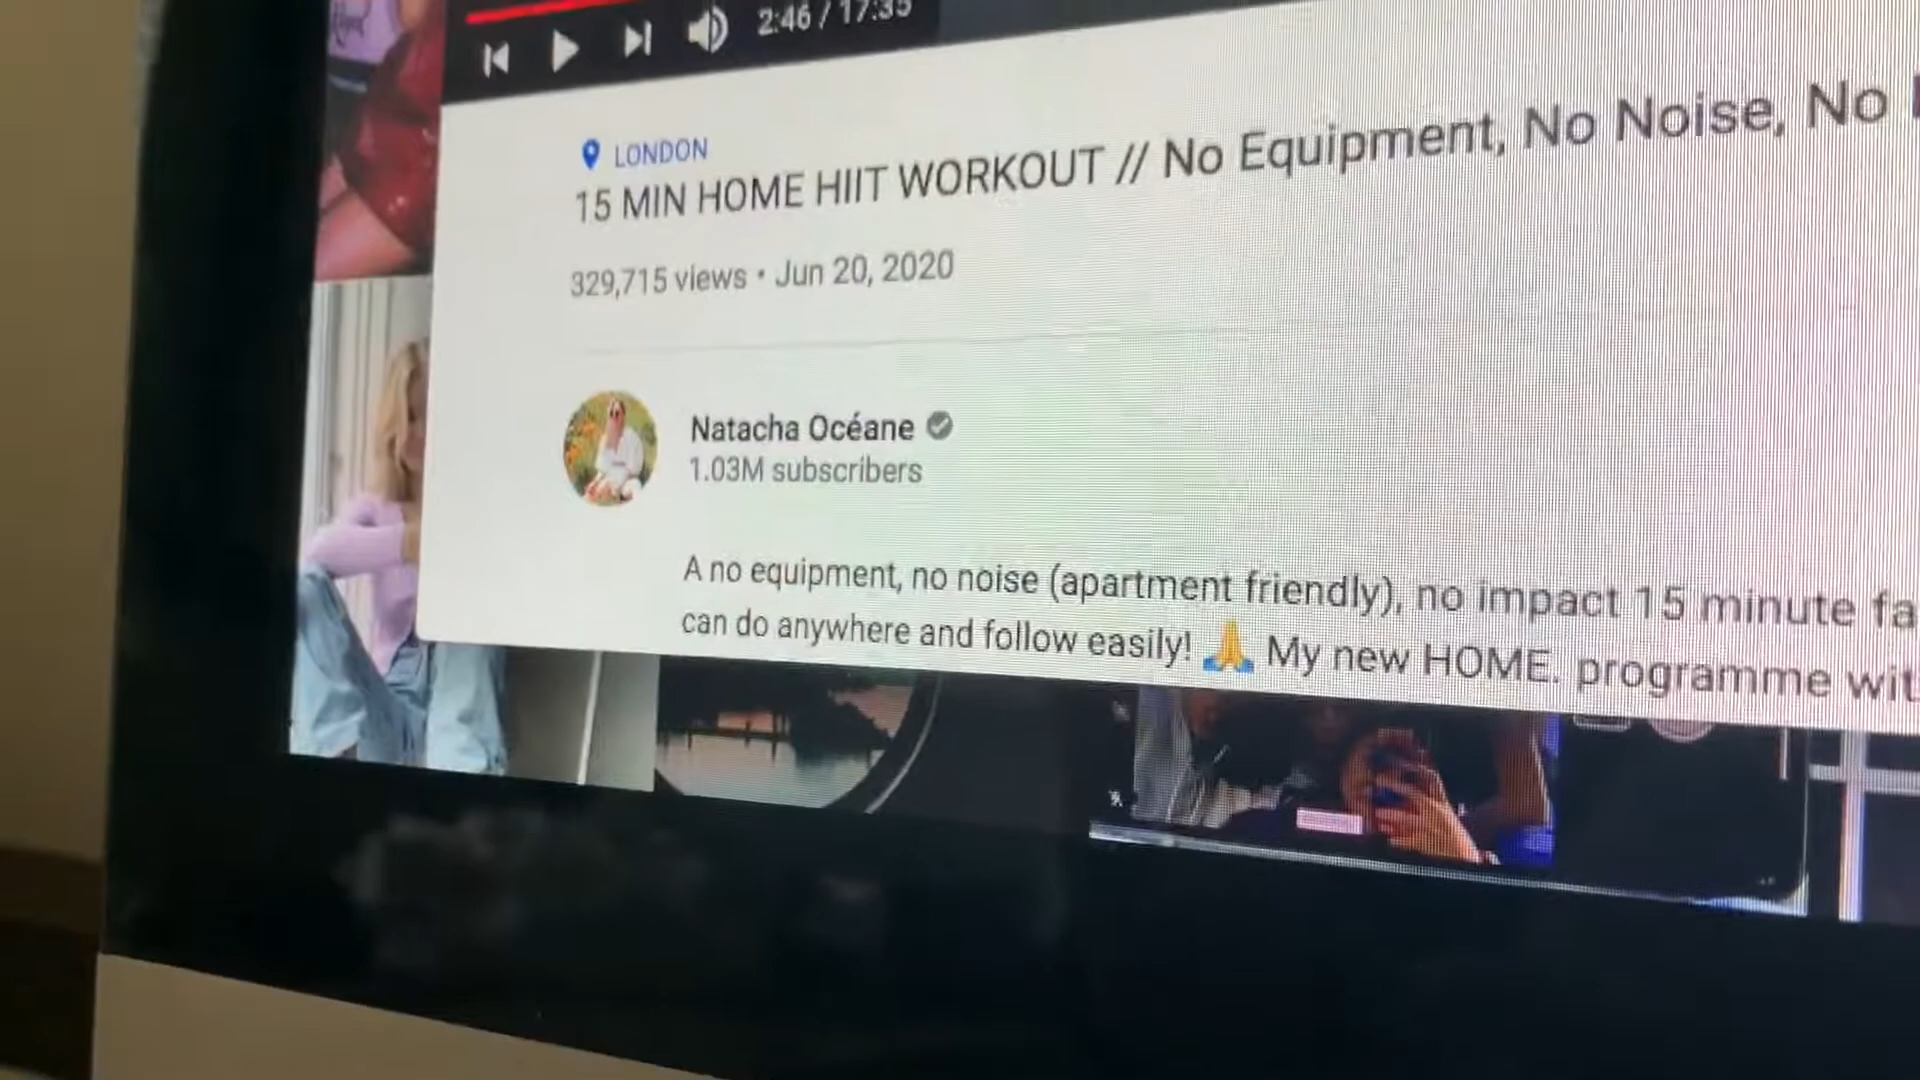 2:46 / 17:35
LONDON
15 MIN HOME HIIT WORKOUT // No Equipment, No Noise, No
329,715 views • Jun 20, 2020
Natacha Océane
1.03M subscribers
A no equipment, no noise (apartment friendly), no impact 15 minute fa
can do anywhere and follow easily! 🙏 My new HOME. programme wit